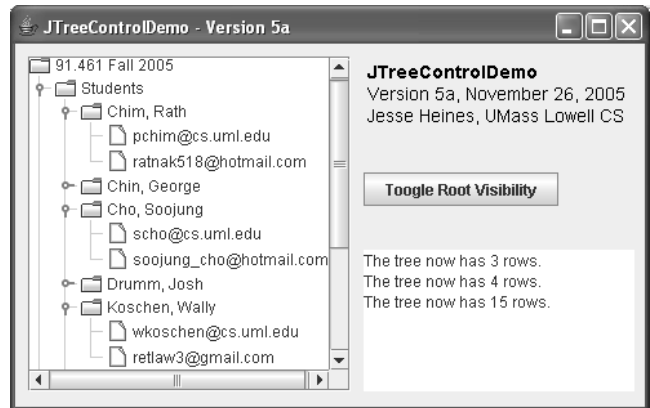 JTreeControlDemo - Version 5a
91.461 Fall 2005
Students
Chim, Rath
pchim@cs.uml.edu
ratnak518@hotmail.com
Chin, George
Cho, Soojung
scho@cs.uml.edu
soojung_cho@hotmail.com
Drumm, Josh
Koschen, Wally
wkoschen@cs.uml.edu
retlaw3@gmail.com
JTreeControlDemo
Version 5a, November 26, 2005
Jesse Heines, UMass Lowell CS
Toogle Root Visibility
The tree now has 3 rows.
The tree now has 4 rows.
The tree now has 15 rows.